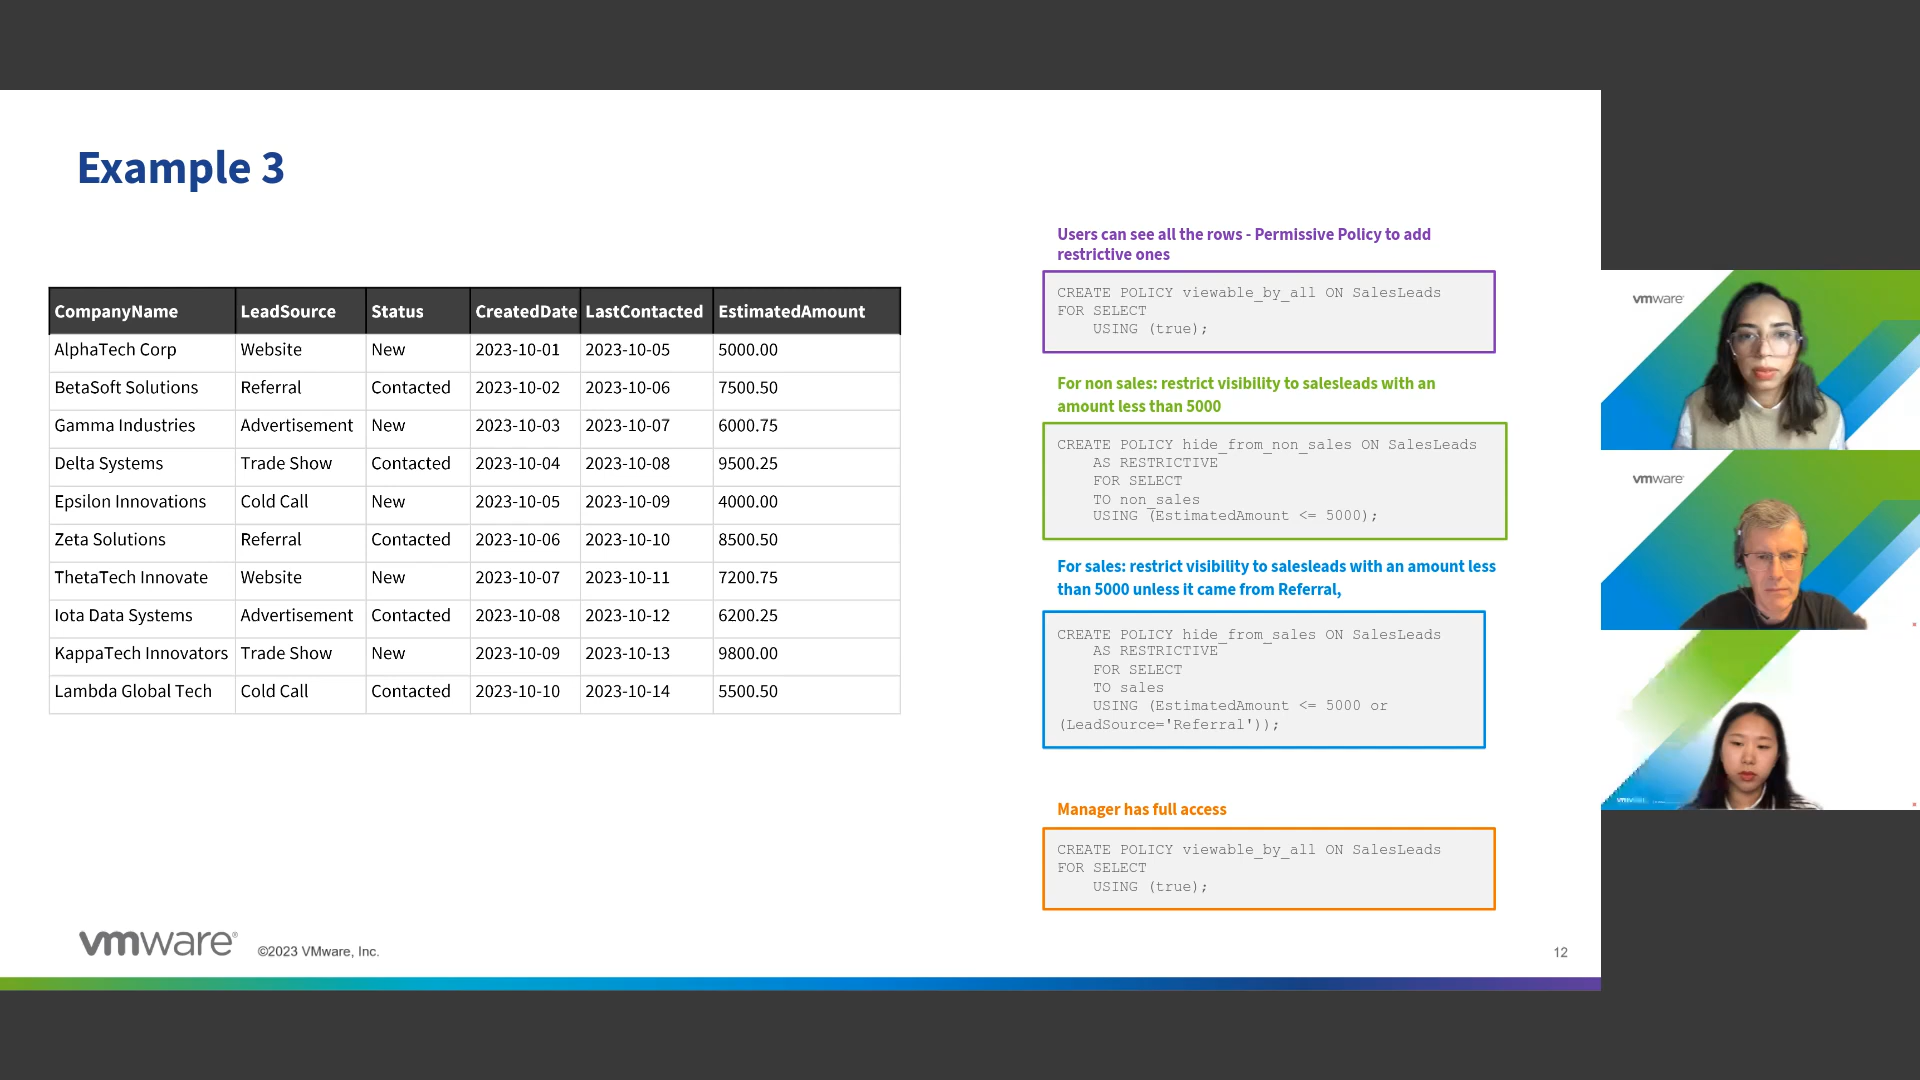 Example 3
CompanyName LeadSource Status CreatedDate LastContacted EstimatedAmount
AlphaTech Corp Website New 2023-10-01 2023-10-05 5000.00
BetaSoft Solutions Referral Contacted 2023-10-02 2023-10-06 7500.50
Gamma Industries Advertisement New 2023-10-03 2023-10-07 6000.75
Delta Systems Trade Show Contacted 2023-10-04 2023-10-08 9500.25
Epsilon Innovations Cold Call New 2023-10-05 2023-10-09 4000.00
Zeta Solutions Referral Contacted 2023-10-06 2023-10-10 8500.50
ThetaTech Innovate Website New 2023-10-07 2023-10-11 7200.75
Iota Data Systems Advertisement Contacted 2023-10-08 2023-10-12 6200.25
KappaTech Innovators Trade Show New 2023-10-09 2023-10-13 9800.00
Lambda Global Tech Cold Call Contacted 2023-10-10 2023-10-14 5500.50
Users can see all the rows - Permissive Policy to add
restrictive ones
CREATE POLICY viewable_by_all ON SalesLeads
FOR SELECT
USING (true);
For non sales: restrict visibility to salesleads with an
amount less than 5000
CREATE POLICY hide_from_non_sales ON SalesLeads
AS RESTRICTIVE
FOR SELECT
TO non_sales
USING (EstimatedAmount <= 5000);
For sales: restrict visibility to salesleads with an amount less
than 5000 unless it came from Referral,
CREATE POLICY hide_from_sales ON SalesLeads
AS RESTRICTIVE
FOR SELECT
TO sales
USING (EstimatedAmount <= 5000 or
(LeadSource='Referral'));
Manager has full access
CREATE POLICY viewable_by_all ON SalesLeads
FOR SELECT
USING (true);
vmware®
©2023 VMware, Inc.
12
vmware
vmware
vmware